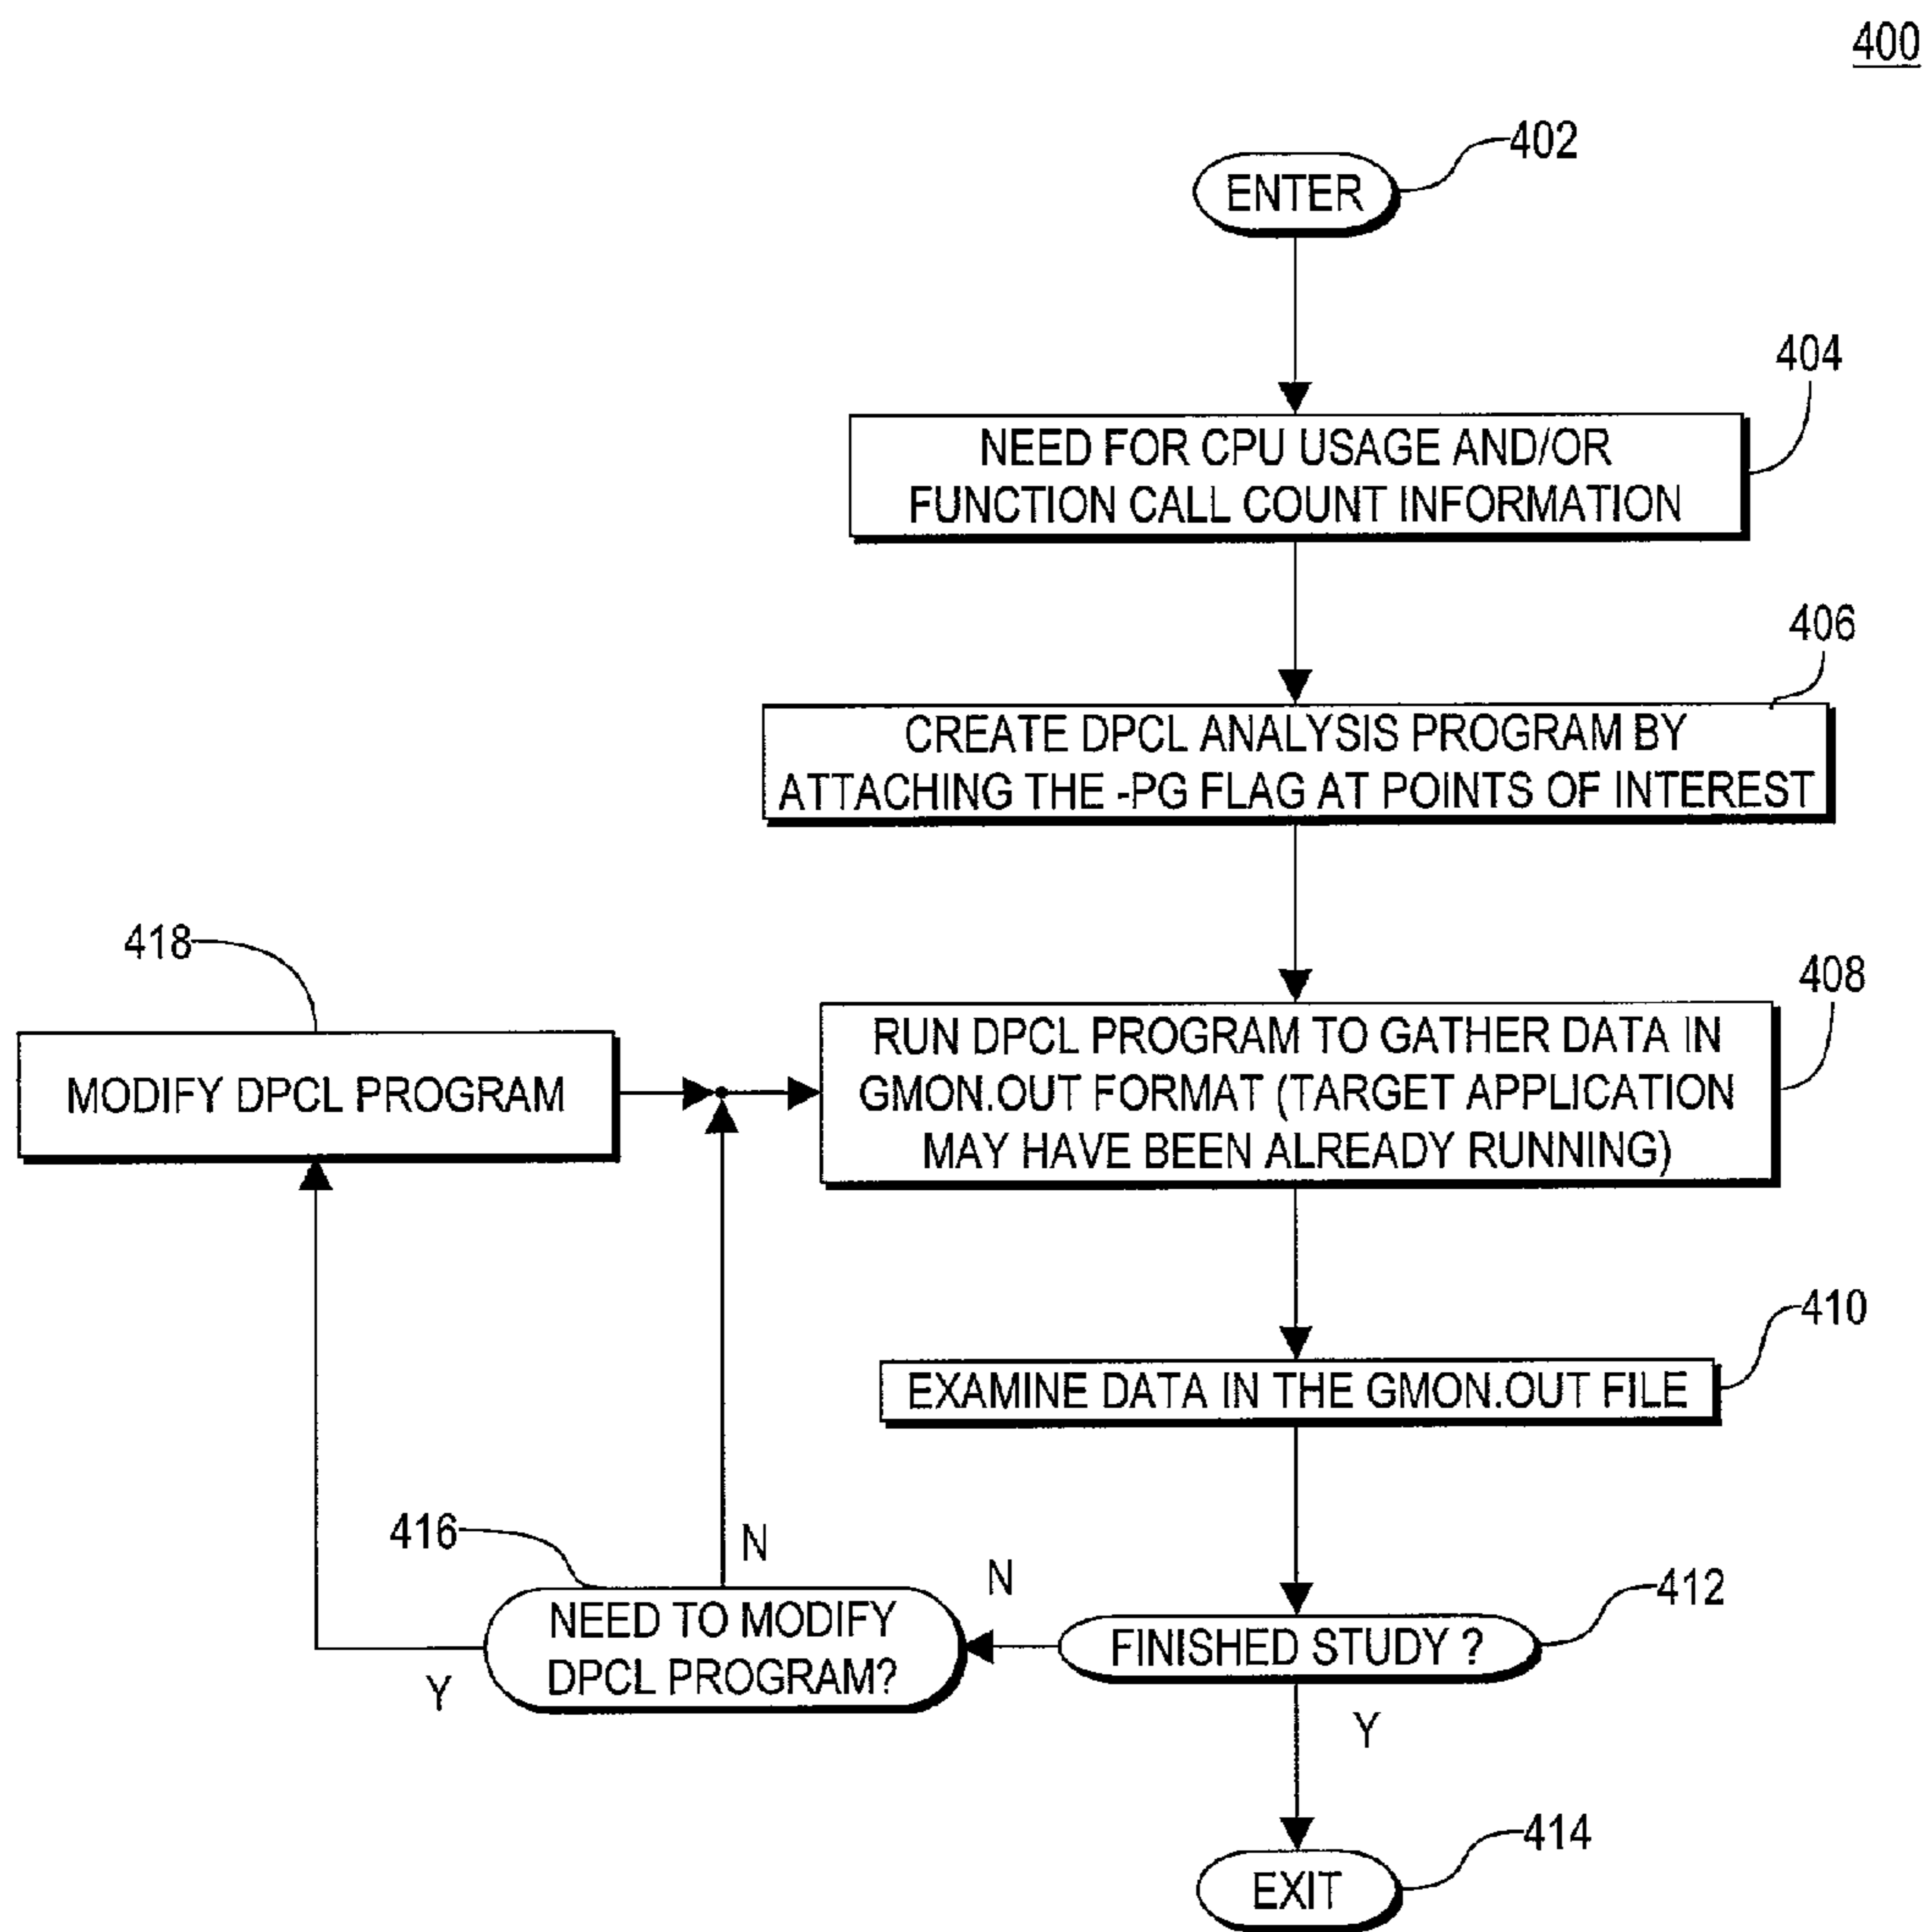 400
402
ENTER
404
NEED FOR CPU USAGE AND/OR
FUNCTION CALL COUNT INFORMATION
406
CREATE DPCL ANALYSIS PROGRAM BY
ATTACHING THE -PG FLAG AT POINTS OF INTEREST
418
408
MODIFY DPCL PROGRAM
RUN DPCL PROGRAM TO GATHER DATA IN
GMON.OUT FORMAT (TARGET APPLICATION
MAY HAVE BEEN ALREADY RUNNING)
410
EXAMINE DATA IN THE GMON.OUT FILE
416
N
N
412
NEED TO MODIFY
DPCL PROGRAM?
FINISHED STUDY ?
Y
Y
414
EXIT